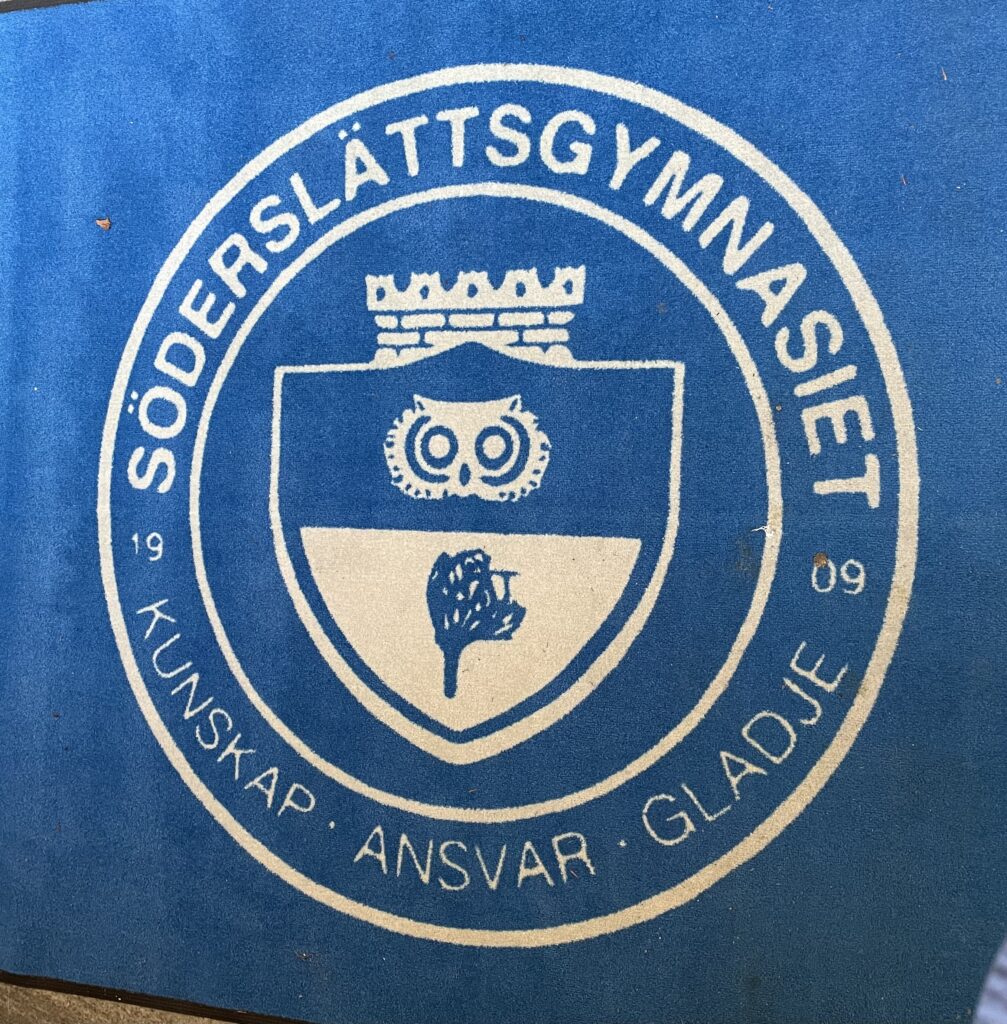 SÖDERSLÄTTSGYMNASIET
19 09
KUNSKAP · ANSVAR · GLADJE